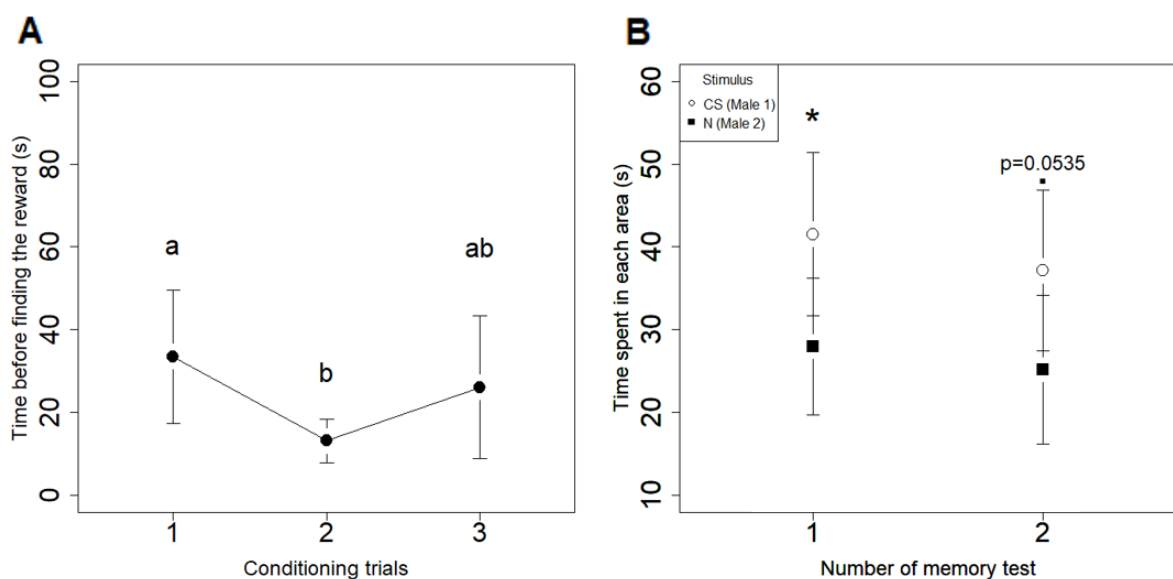 A
Time before finding the reward (s)
100
80
60
40
20
0
a
b
ab
1 2 3
Conditioning trials
B
Time spent in each area (s)
60
50
40
30
20
10
Stimulus
CS (Male 1)
N (Male 2)
*
p=0.0535
1 2
Number of memory test